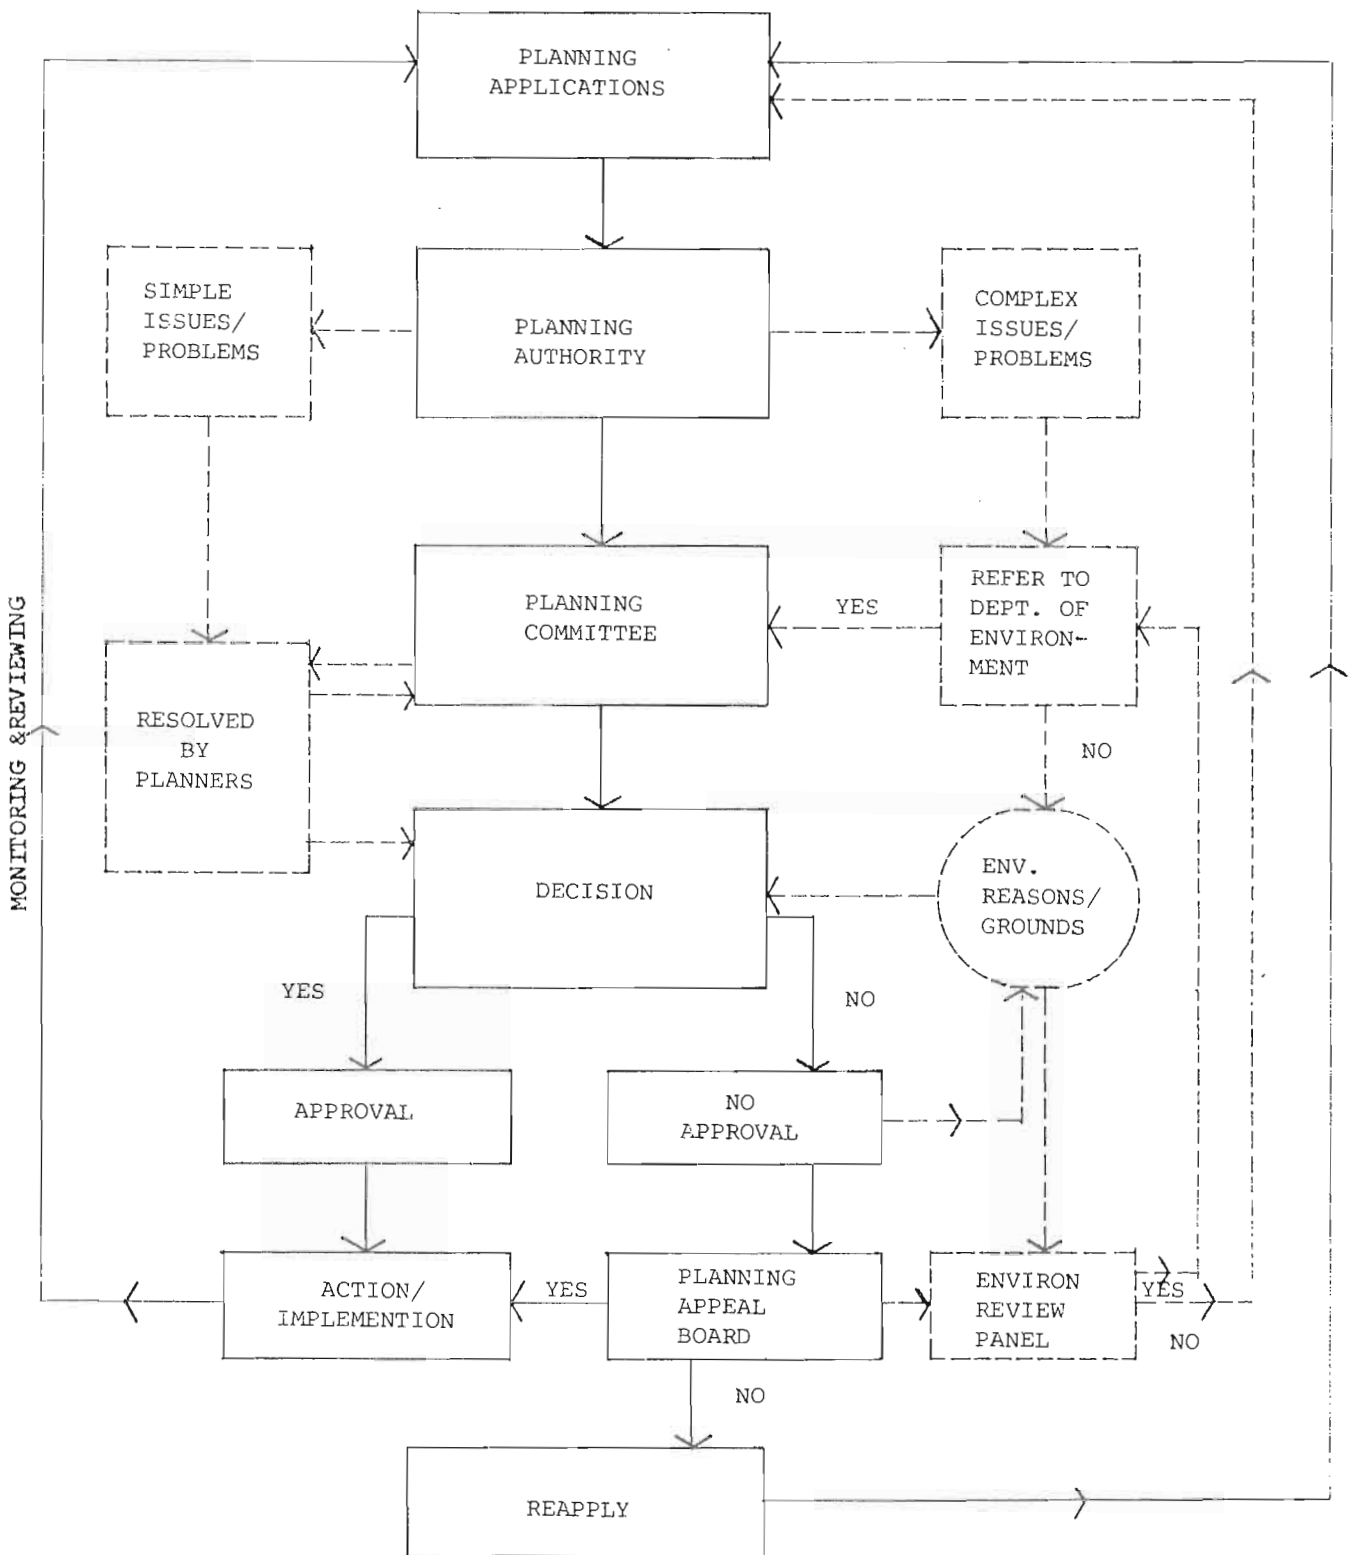 PLANNING
APPLICATIONS
SIMPLE
ISSUES/
PROBLEMS
PLANNING
AUTHORITY
COMPLEX
ISSUES/
PROBLEMS
MONITORING &REVIEWING
RESOLVED
BY
PLANNERS
PLANNING
COMMITTEE
YES
REFER TO
DEPT. OF
ENVIRON-
MENT
NO
DECISION
ENV.
REASONS/
GROUNDS
YES
NO
APPROVAL
NO
APPROVAL
ACTION/
IMPLEMENTION
YES
PLANNING
APPEAL
BOARD
ENVIRON
REVIEW
PANEL
YES
NO
NO
REAPPLY